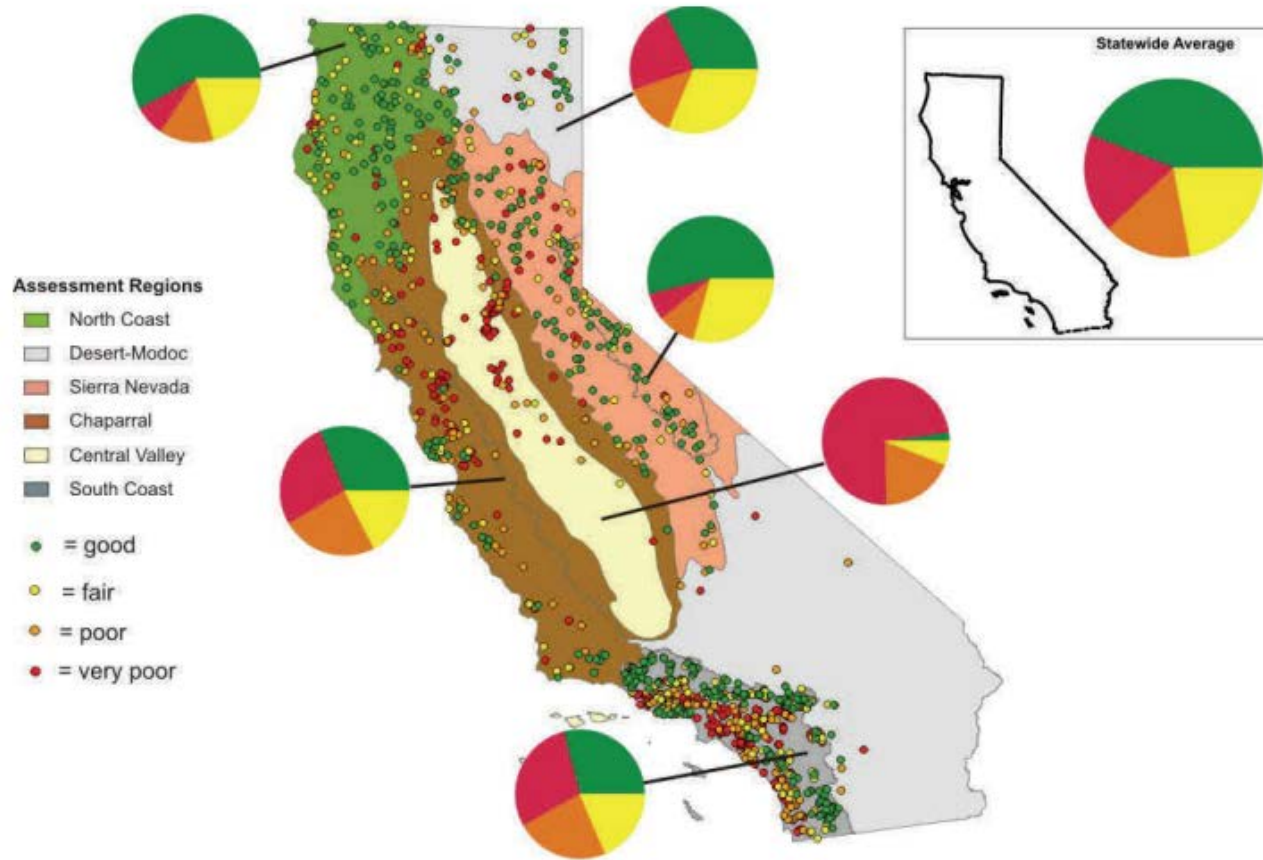 Statewide Average
Assessment Regions
North Coast
Desert-Modoc
Sierra Nevada
Chaparral
Central Valley
South Coast
= good
= fair
= poor
= very poor